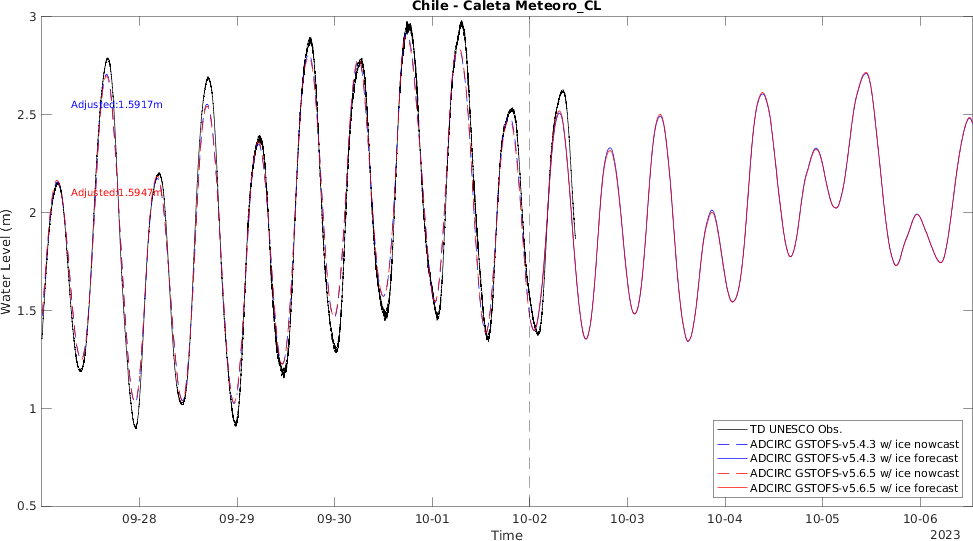 Chile - Caleta Meteoro_CL
Water Level (m)
3
2.5
2
1.5
1
0.5
Adjusted:1.5917m
Adjusted:1.5947m
TD UNESCO Obs.
ADCIRC GSTOFS-v5.4.3 w/ ice nowcast
ADCIRC GSTOFS-v5.4.3 w/ ice forecast
ADCIRC GSTOFS-v5.6.5 w/ ice nowcast
ADCIRC GSTOFS-v5.6.5 w/ ice forecast
09-28 09-29 09-30 10-01 10-02 10-03 10-04 10-05 10-06
Time
2023